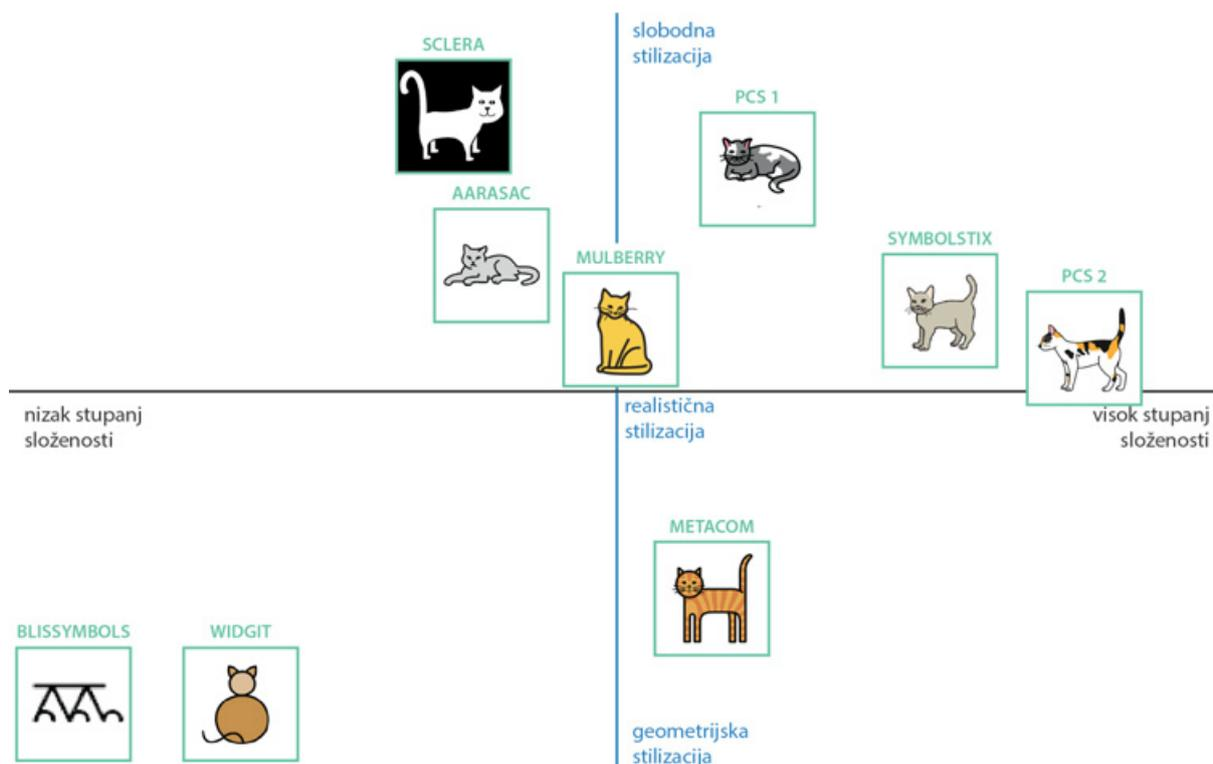 slobodna
stilizacija
SCLERA
PCS 1
AARASAC
SYMBOLSTIX
MULBERRY
PCS 2
nizak stupanj
složenosti
realistična
stilizacija
visok stupanj
složenosti
METACOM
BLISSYMBOLS
WIDGIT
geometrijska
stilizacija